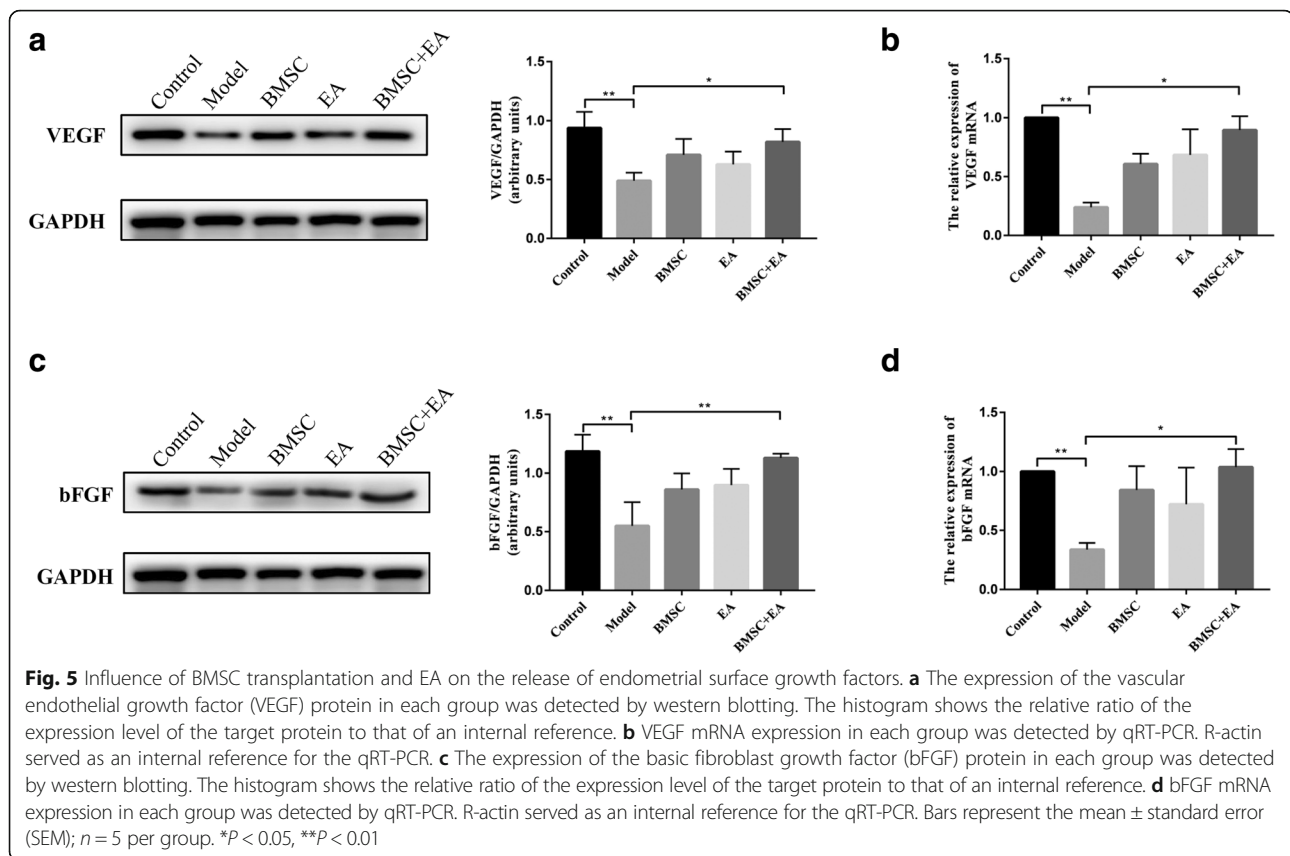 a
Control
Model
BMSC
EA
BMSC+EA
VEGF
GAPDH
VEGF/GAPDH
(arbitrary units)
1.5
1.0
0.5
0.0
**
*
Control
Model
BMSC
EA
BMSC+EA
b
The relative expression of
VEGF mRNA
1.5
1.0
0.5
0.0
**
*
Control
Model
BMSC
EA
BMSC+EA
c
Control
Model
BMSC
EA
BMSC+EA
bFGF
GAPDH
bFGF/GAPDH
(arbitrary units)
1.5
1.0
0.5
0.0
**
**
Control
Model
BMSC
EA
BMSC+EA
d
The relative expression of
bFGF mRNA
1.5
1.0
0.5
0.0
**
*
Control
Model
BMSC
EA
BMSC+EA
Fig. 5 Influence of BMSC transplantation and EA on the release of endometrial surface growth factors. a The expression of the vascular
endothelial growth factor (VEGF) protein in each group was detected by western blotting. The histogram shows the relative ratio of the
expression level of the target protein to that of an internal reference. b VEGF mRNA expression in each group was detected by qRT-PCR. R-actin
served as an internal reference for the qRT-PCR. c The expression of the basic fibroblast growth factor (bFGF) protein in each group was detected
by western blotting. The histogram shows the relative ratio of the expression level of the target protein to that of an internal reference. d bFGF mRNA
expression in each group was detected by qRT-PCR. R-actin served as an internal reference for the qRT-PCR. Bars represent the mean ± standard error
(SEM); n = 5 per group. *P < 0.05, **P < 0.01